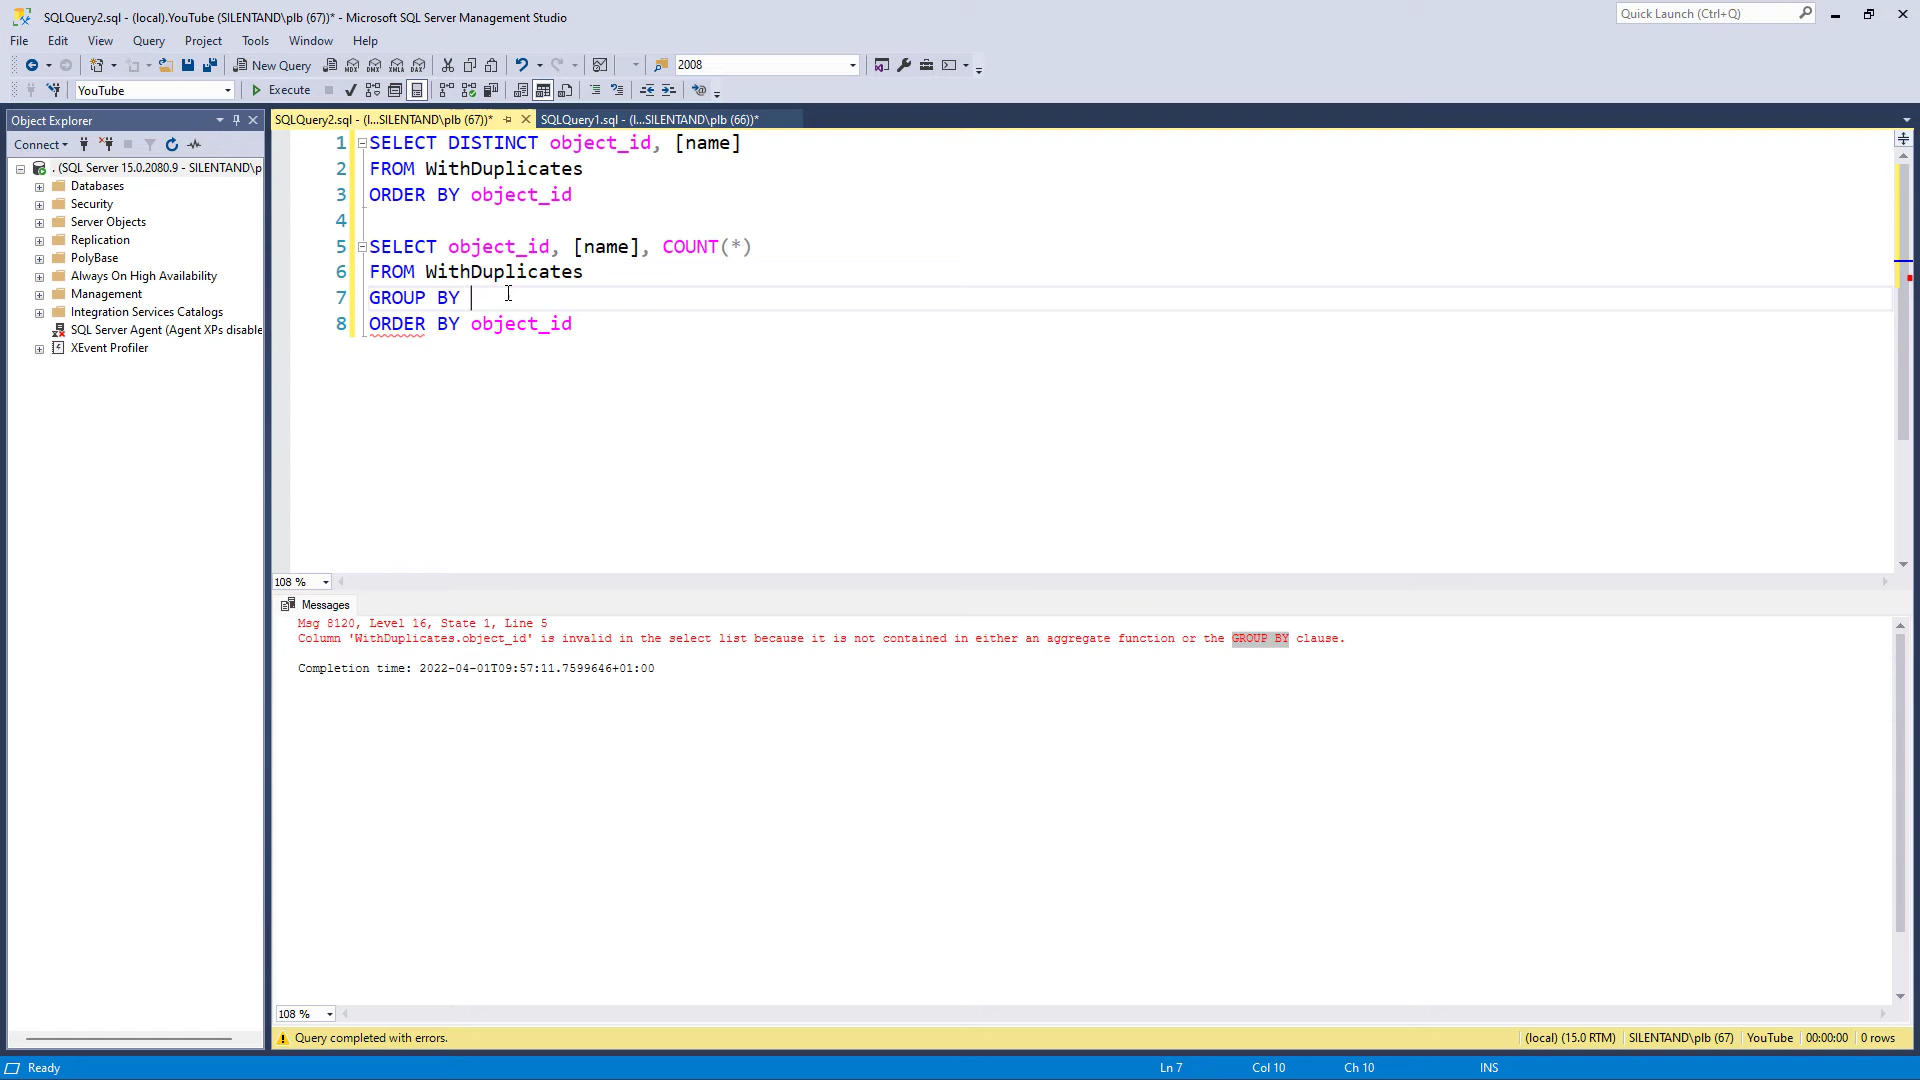 SQLQuery2.sql - (local).YouTube (SILENTAND\plb (67))* - Microsoft SQL Server Management Studio
Quick Launch (Ctrl+Q)
File Edit View Query Project Tools Window Help
New Query 2008
YouTube Execute
Object Explorer
SQLQuery2.sql - (l...SILENTAND\plb (67))* SQLQuery1.sql - (l...SILENTAND\plb (66))*
Connect
. (SQL Server 15.0.2080.9 - SILENTAND\p
Databases
Security
Server Objects
Replication
PolyBase
Always On High Availability
Management
Integration Services Catalogs
SQL Server Agent (Agent XPs disable
XEvent Profiler
1 SELECT DISTINCT object_id, [name]
2 FROM WithDuplicates
3 ORDER BY object_id
4
5 SELECT object_id, [name], COUNT(*)
6 FROM WithDuplicates
7 GROUP BY
8 ORDER BY object_id
108 %
Messages
Msg 8120, Level 16, State 1, Line 5
Column 'WithDuplicates.object_id' is invalid in the select list because it is not contained in either an aggregate function or the GROUP BY clause.
Completion time: 2022-04-01T09:57:11.7599646+01:00
108 %
Query completed with errors. (local) (15.0 RTM) SILENTAND\plb (67) YouTube 00:00:00 0 rows
Ready Ln 7 Col 10 Ch 10 INS